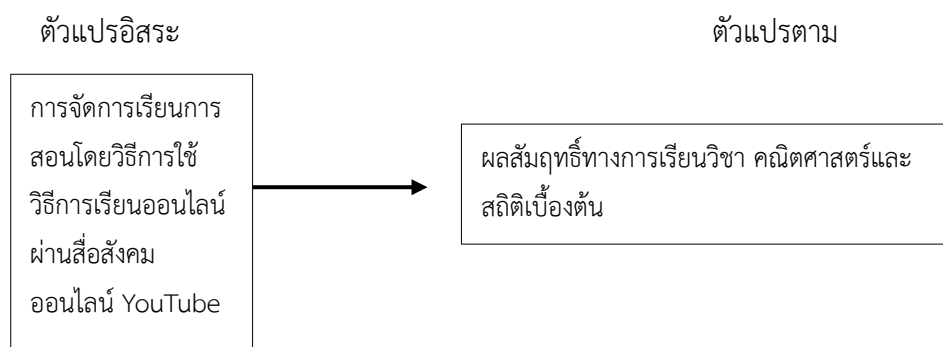 ตัวแปรอิสระ
ตัวแปรตาม
การจัดการเรียนการ
สอนโดยวิธีการใช้
วิธีการเรียนออนไลน์
ผ่านสื่อสังคม
ออนไลน์ YouTube
ผลสัมฤทธิ์ทางการเรียนวิชา คณิตศาสตร์และ
สถิติเบื้องต้น